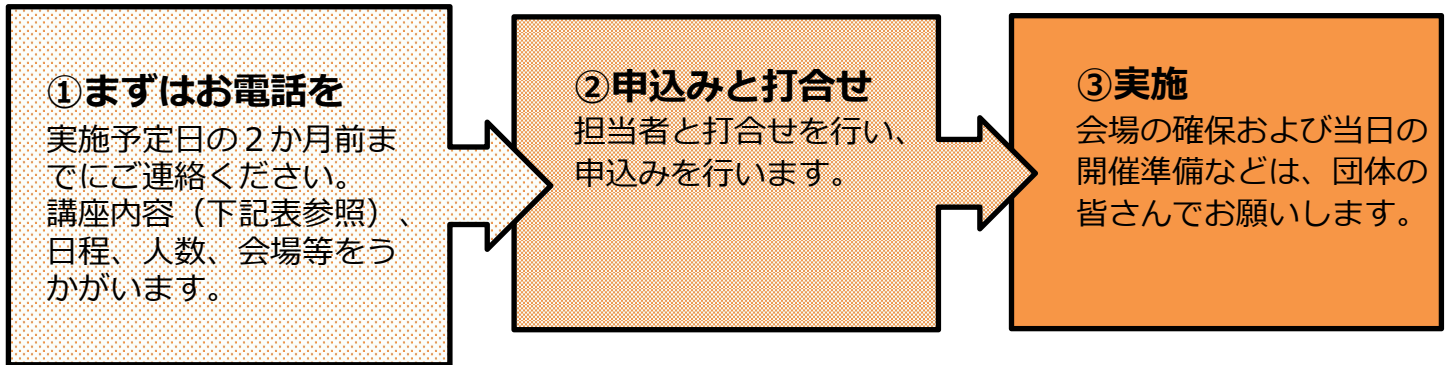 ①まずはお電話を
実施予定日の２か月前ま
でにご連絡ください。
講座内容（下記表参照）、
日程、人数、会場等をう
かがいます。
②申込みと打合せ
担当者と打合せを行い、
申込みを行います。
③実施
会場の確保および当日の
開催準備などは、団体の
皆さんでお願いします。